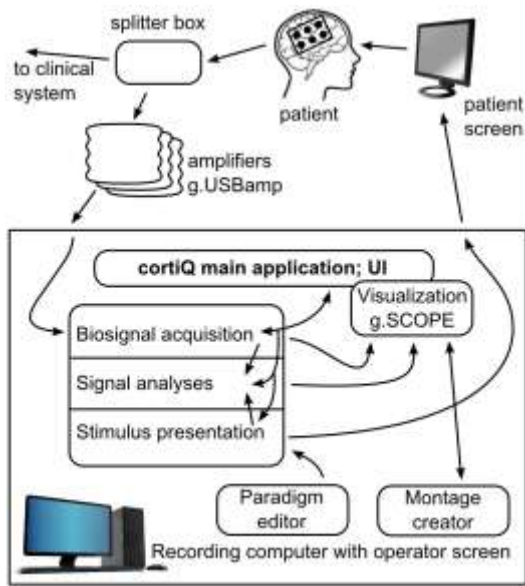 splitter box
to clinical
system
patient
patient
screen
amplifiers
g.USBamp
cortiQ main application; UI
Visualization
g.SCOPE
Biosignal acquisition
Signal analyses
Stimulus presentation
Paradigm
editor
Montage
creator
Recording computer with operator screen